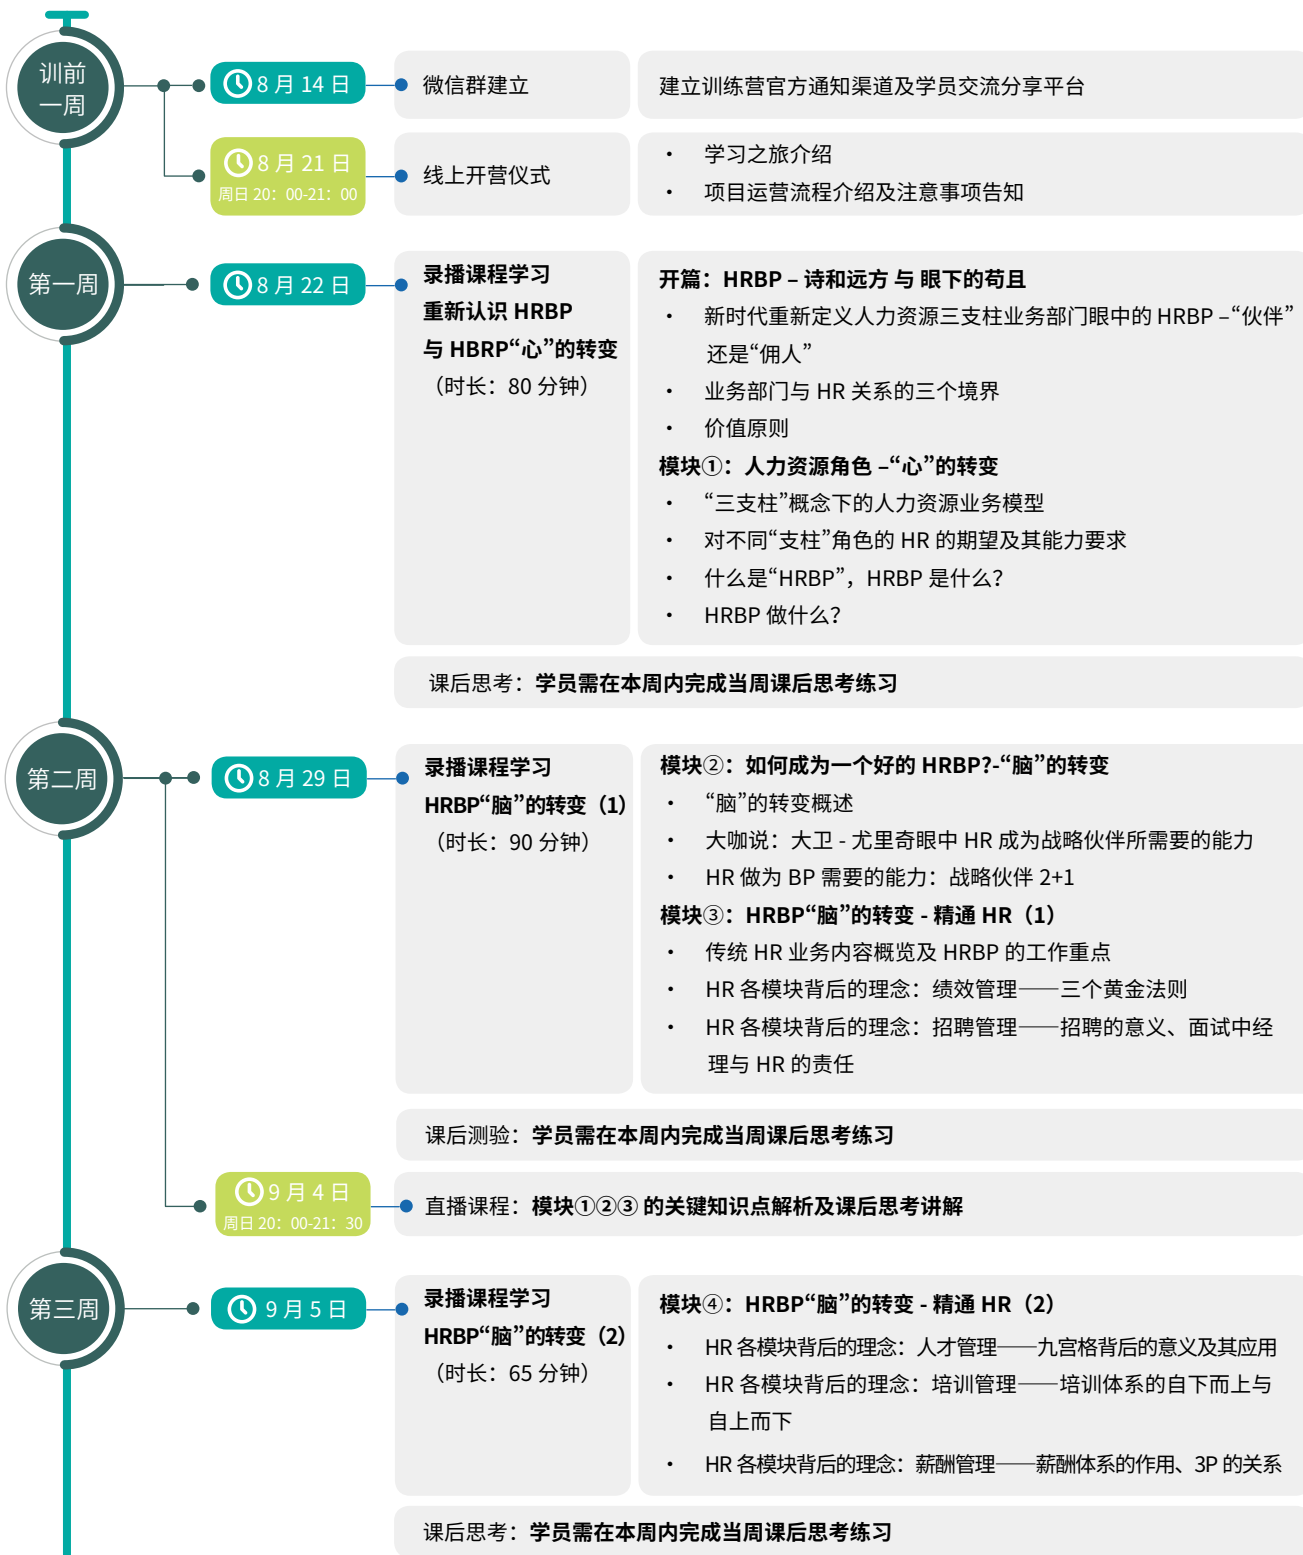 训前
一周
8 月 14 日
微信群建立
建立训练营官方通知渠道及学员交流分享平台
8 月 21 日
周日 20：00-21：00
线上开营仪式
• 学习之旅介绍
• 项目运营流程介绍及注意事项告知
第一周
8 月 22 日
录播课程学习
重新认识 HRBP
与 HBRP“心”的转变
（时长：80 分钟）
开篇：HRBP – 诗和远方 与 眼下的苟且
• 新时代重新定义人力资源三支柱业务部门眼中的 HRBP –“伙伴”
还是“佣人”
• 业务部门与 HR 关系的三个境界
• 价值原则
模块①：人力资源角色 –“心”的转变
• “三支柱”概念下的人力资源业务模型
• 对不同“支柱”角色的 HR 的期望及其能力要求
• 什么是“HRBP”，HRBP 是什么？
• HRBP 做什么？
课后思考：学员需在本周内完成当周课后思考练习
第二周
8 月 29 日
录播课程学习
HRBP“脑”的转变（1）
（时长：90 分钟）
模块②：如何成为一个好的 HRBP?-“脑”的转变
• “脑”的转变概述
• 大咖说：大卫 - 尤里奇眼中 HR 成为战略伙伴所需要的能力
• HR 做为 BP 需要的能力：战略伙伴 2+1
模块③：HRBP“脑”的转变 - 精通 HR（1）
• 传统 HR 业务内容概览及 HRBP 的工作重点
• HR 各模块背后的理念：绩效管理——三个黄金法则
• HR 各模块背后的理念：招聘管理——招聘的意义、面试中经
理与 HR 的责任
课后测验：学员需在本周内完成当周课后思考练习
9 月 4 日
周日 20：00-21：30
直播课程：模块①②③ 的关键知识点解析及课后思考讲解
第三周
9 月 5 日
录播课程学习
HRBP“脑”的转变（2）
（时长：65 分钟）
模块④：HRBP“脑”的转变 - 精通 HR（2）
• HR 各模块背后的理念：人才管理——九宫格背后的意义及其应用
• HR 各模块背后的理念：培训管理——培训体系的自下而上与
自上而下
• HR 各模块背后的理念：薪酬管理——薪酬体系的作用、3P 的关系
课后思考：学员需在本周内完成当周课后思考练习